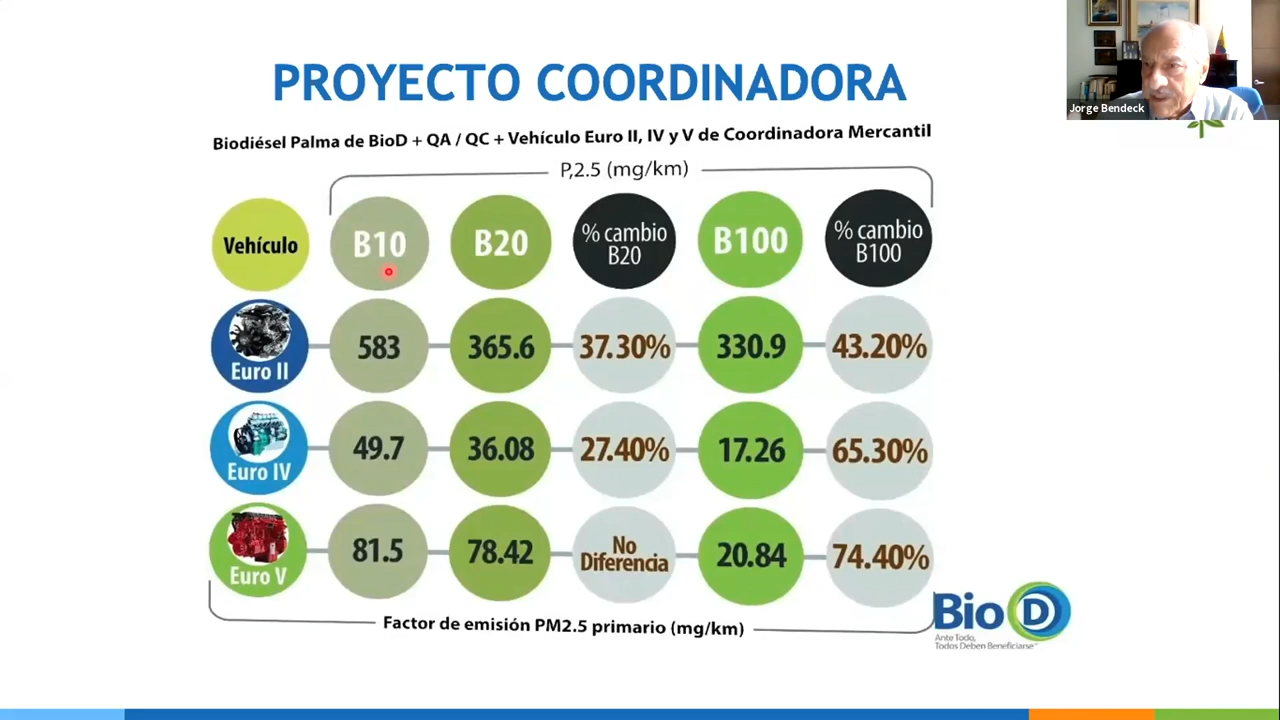 PROYECTO COORDINADORA
Jorge Bendeck
Biodiésel Palma de BioD + QA / QC + Vehículo Euro II, IV y V de Coordinadora Mercantil
P,2.5 (mg/km)
Vehículo
B10
B20
% cambio
B20
B100
% cambio
B100
Euro II
583
365.6
37.30%
330.9
43.20%
Euro IV
49.7
36.08
27.40%
17.26
65.30%
Euro V
81.5
78.42
No
Diferencia
20.84
74.40%
Factor de emisión PM2.5 primario (mg/km)
BioD
Ante Todo,
Todos Deben Beneficiarse™